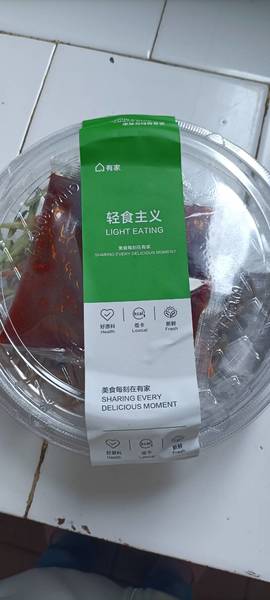 有家
轻食主义
LIGHT EATING
美食每刻在有家
SHARING EVERY DELICIOUS MOMENT
好原料 低卡 新鲜
Health Lowcal Fresh
美食每刻在有家
SHARING EVERY
DELICIOUS MOMENT
好原料 低卡 新鲜
Health Lowcal Fresh